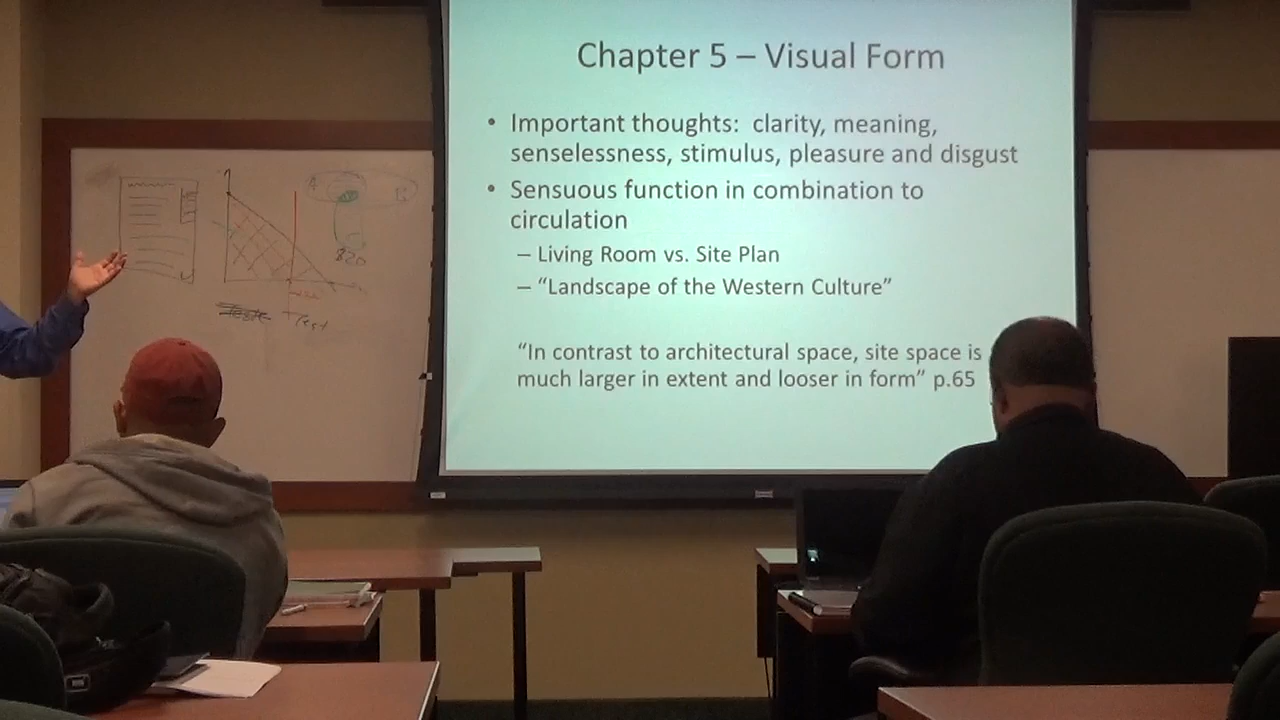 Chapter 5 – Visual Form
• Important thoughts: clarity, meaning,
senselessness, stimulus, pleasure and disgust
• Sensuous function in combination to
circulation
– Living Room vs. Site Plan
– “Landscape of the Western Culture”
“In contrast to architectural space, site space is
much larger in extent and looser in form” p.65
820
Test